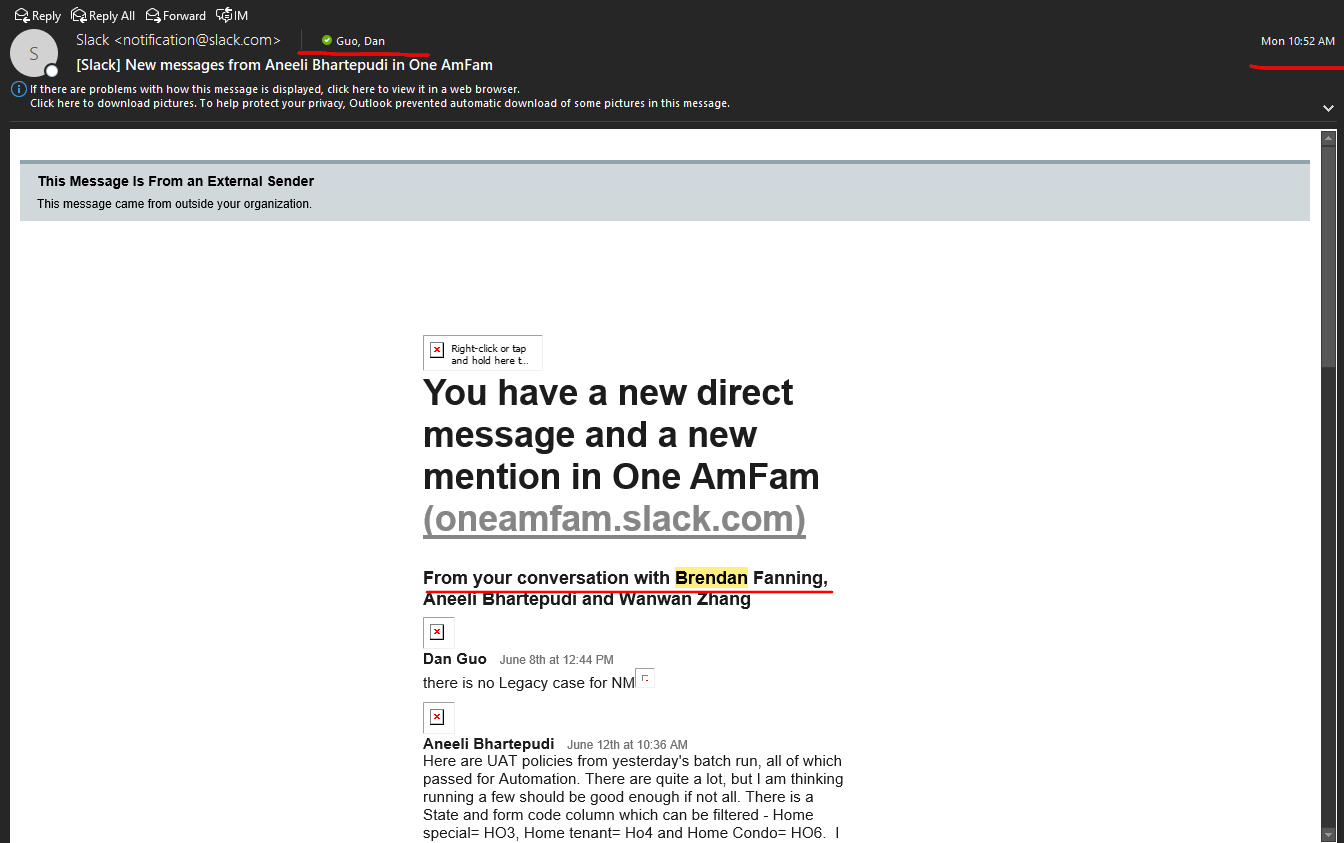 Reply Reply All Forward IM
S
Slack <notification@slack.com> Guo, Dan
Mon 10:52 AM
[Slack] New messages from Aneeli Bhartepudi in One AmFam
If there are problems with how this message is displayed, click here to view it in a web browser.
Click here to download pictures. To help protect your privacy, Outlook prevented automatic download of some pictures in this message.
This Message Is From an External Sender
This message came from outside your organization.
Right-click or tap
and hold here t...
You have a new direct
message and a new
mention in One AmFam
(oneamfam.slack.com)
From your conversation with Brendan Fanning,
Aneeli Bhartepudi and Wanwan Zhang
Dan Guo June 8th at 12:44 PM
there is no Legacy case for NM
Aneeli Bhartepudi June 12th at 10:36 AM
Here are UAT policies from yesterday's batch run, all of which
passed for Automation. There are quite a lot, but I am thinking
running a few should be good enough if not all. There is a
State and form code column which can be filtered - Home
special= HO3, Home tenant= Ho4 and Home Condo= HO6. I